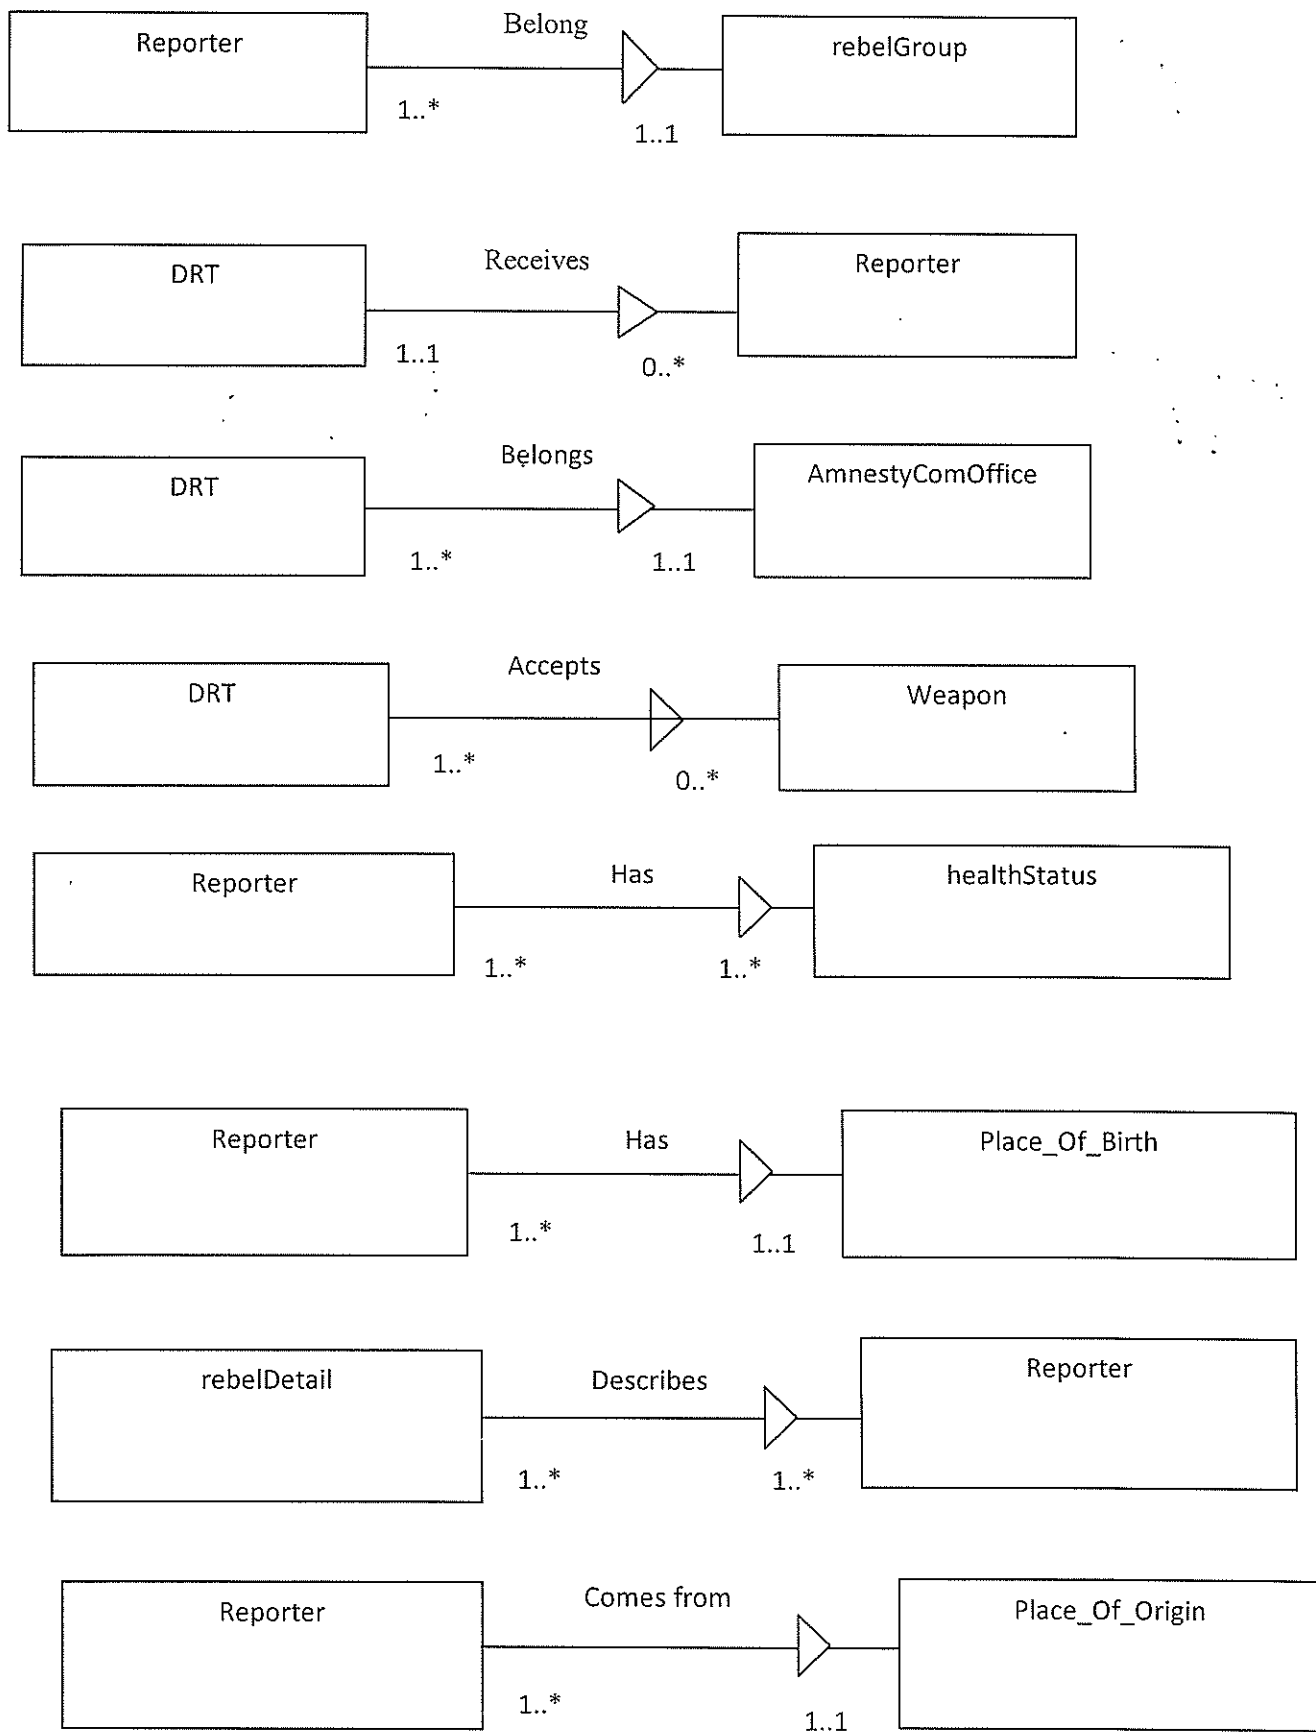 Reporter Belong rebelGroup
1..* 1..1
DRT Receives Reporter
1..1 0..*
DRT Belongs AmnestyComOffice
1..* 1..1
DRT Accepts Weapon
1..* 0..*
Reporter Has healthStatus
1..* 1..*
Reporter Has Place_Of_Birth
1..* 1..1
rebelDetail Describes Reporter
1..* 1..*
Reporter Comes from Place_Of_Origin
1..* 1..1